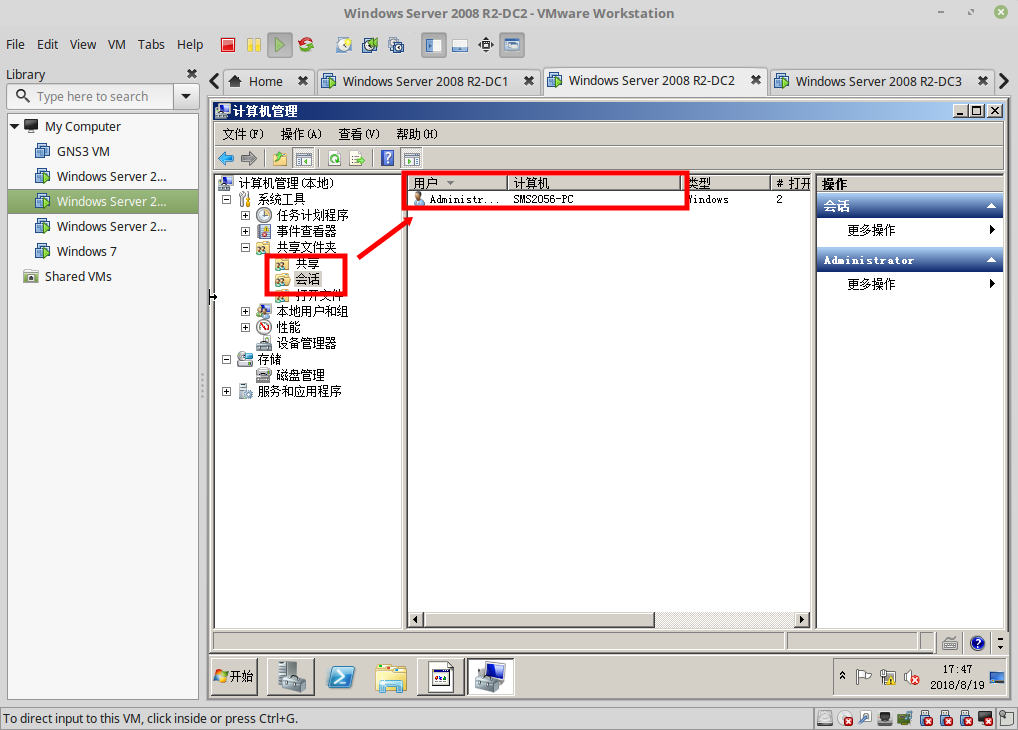 Windows Server 2008 R2-DC2 - VMware Workstation
File Edit View VM Tabs Help
Library
Type here to search
My Computer
GNS3 VM
Windows Server 2...
Windows Server 2...
Windows Server 2...
Windows 7
Shared VMs
Home
Windows Server 2008 R2-DC1
Windows Server 2008 R2-DC2
Windows Server 2008 R2-DC3
计算机管理
文件(F) 操作(A) 查看(V) 帮助(H)
计算机管理(本地)
系统工具
任务计划程序
事件查看器
共享文件夹
共享
会话
打开文件
本地用户和组
性能
设备管理器
存储
磁盘管理
服务和应用程序
用户 计算机 类型 # 打开
Administr... SMS2056-PC Windows 2
操作
会话
更多操作
Administrator
更多操作
开始
17:47
2018/8/19
To direct input to this VM, click inside or press Ctrl+G.